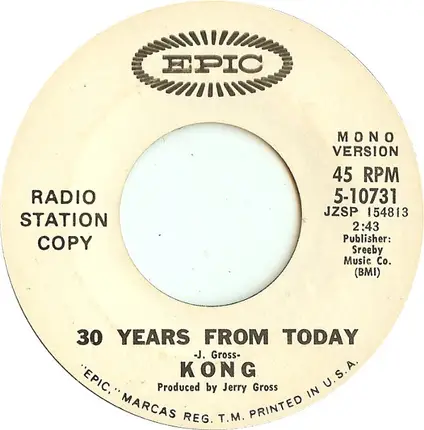 EPIC
RADIO
STATION
COPY
MONO
VERSION
45 RPM
5-10731
JZSP 154813
2:43
Publisher:
Sreeby
Music Co.
(BMI)
30 YEARS FROM TODAY
-J. Gross-
KONG
Produced by Jerry Gross
"EPIC," MARCAS REG. T.M. PRINTED IN U.S.A.